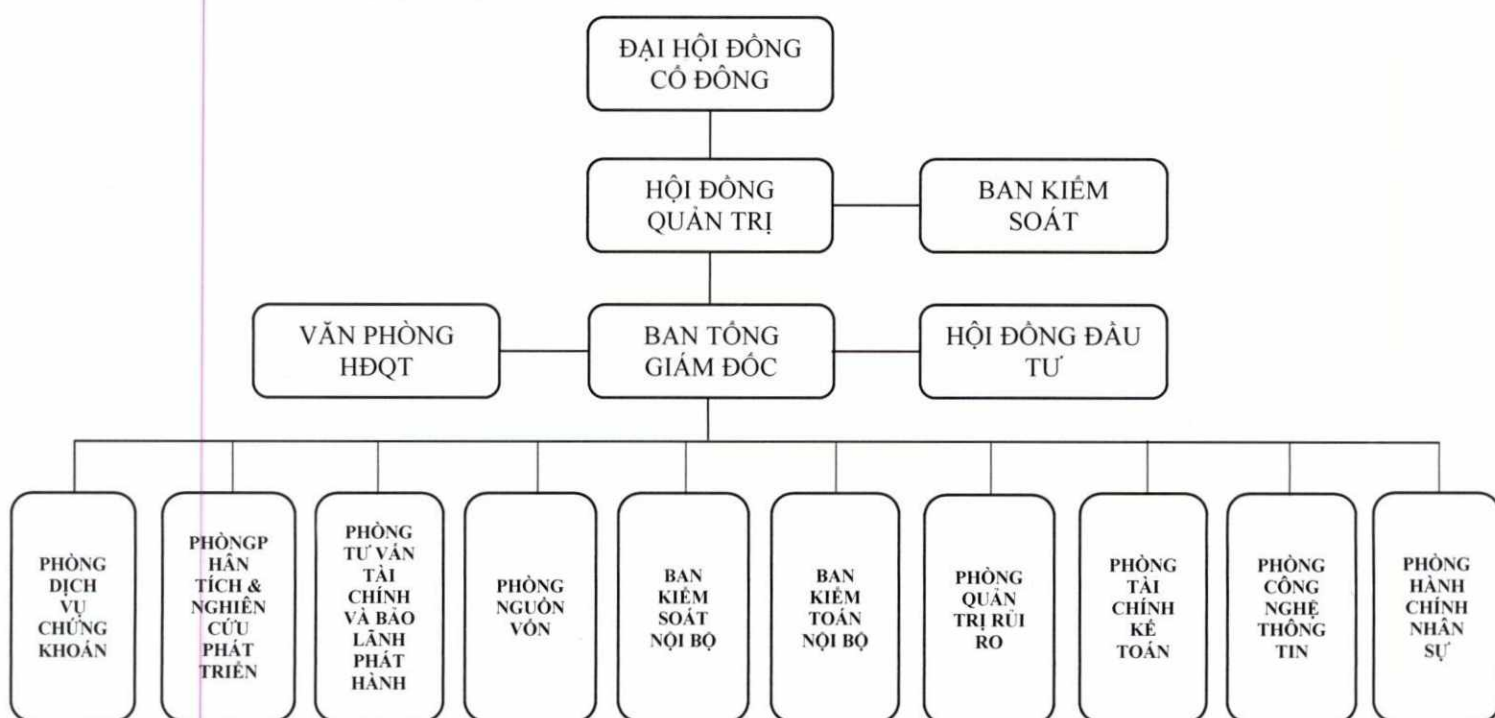 ĐẠI HỘI ĐỒNG
CỔ ĐÔNG
HỘI ĐỒNG
QUẢN TRỊ
BAN KIỂM
SOÁT
VĂN PHÒNG
HĐQT
BAN TỔNG
GIÁM ĐỐC
HỘI ĐỒNG ĐẦU
TƯ
PHÒNG
DỊCH
VỤ
CHỨNG
KHOÁN
PHÒNGP
HÂN
TÍCH &
NGHIÊN
CỨU
PHÁT
TRIỂN
PHÒNG
TƯ VẤN
TÀI
CHÍNH
VÀ BẢO
LÃNH
PHÁT
HÀNH
PHÒNG
NGUỒN
VỐN
BAN
KIỂM
SOÁT
NỘI BỘ
BAN
KIỂM
TOÁN
NỘI BỘ
PHÒNG
QUẢN
TRỊ RỦI
RO
PHÒNG
TÀI
CHÍNH
KẾ
TOÁN
PHÒNG
CÔNG
NGHỆ
THÔNG
TIN
PHÒNG
HÀNH
CHÍNH
NHÂN
SỰ